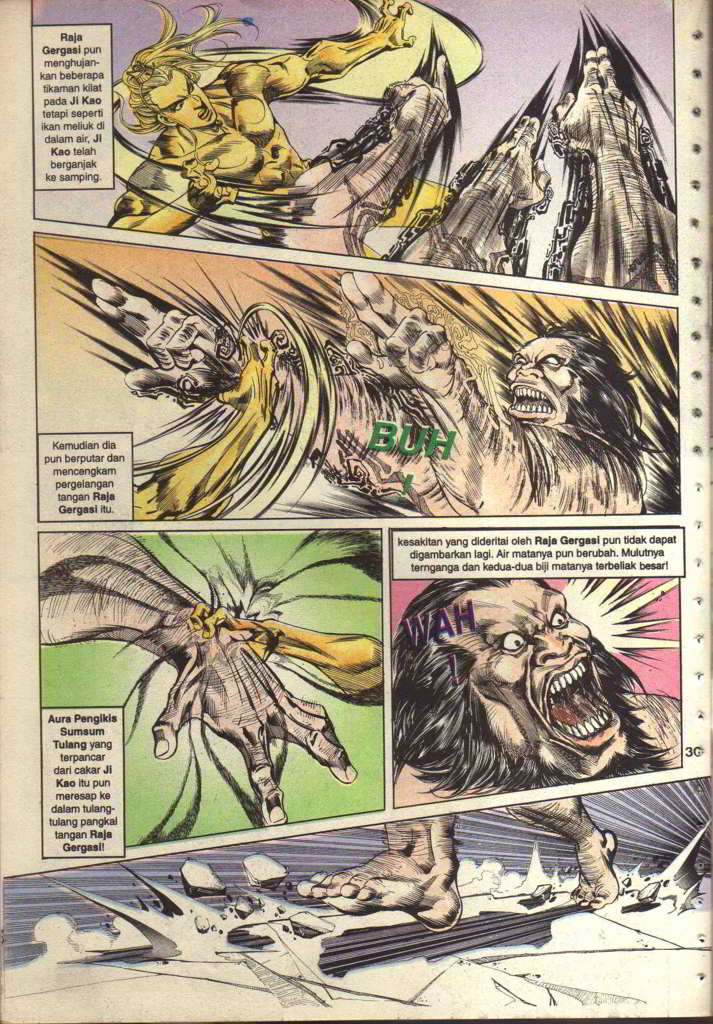 Raja
Gergasi pun
menghujan-
kan beberapa
tikaman kilat
pada Ji Kao
tetapi seperti
ikan meliuk di
dalam air, Ji
Kao telah
berganjak
ke samping.
Kemudian dia
pun berputar dan
mencengkam
pergelangan
tangan Raja
Gergasi itu.
BUH
Y
kesakitan yang dideritai oleh Raja Gergasi pun tidak dapat
digambarkan lagi. Air matanya pun berubah. Mulutnya
ternganga dan kedua-dua biji matanya terbeliak besar!
WAH
!
Aura Pengikis
Sumsum
Tulang yang
terpancar
dari cakar Ji
Kao itu pun
meresap ke
dalam tulang-
tulang pangkal
tangan Raja
Gergasi!